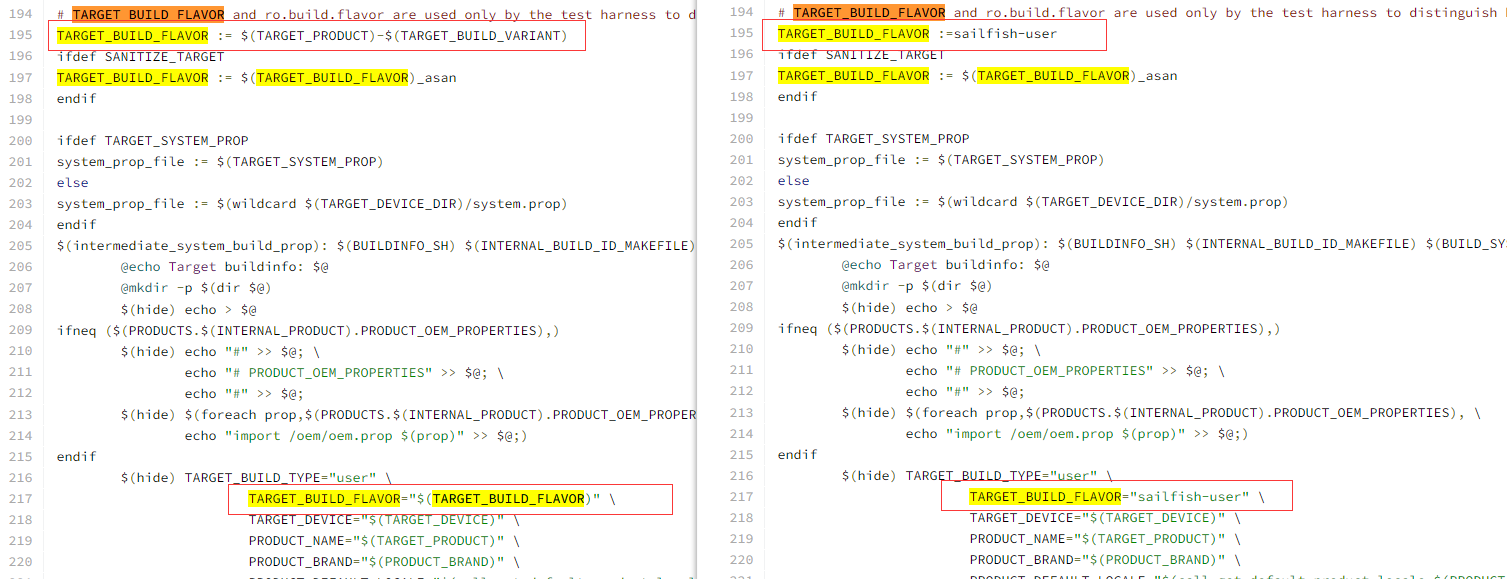 194 # TARGET_BUILD_FLAVOR and ro.build.flavor are used only by the test harness to d
195 TARGET_BUILD_FLAVOR := $(TARGET_PRODUCT)-$(TARGET_BUILD_VARIANT)
196 ifdef SANITIZE_TARGET
197 TARGET_BUILD_FLAVOR := $(TARGET_BUILD_FLAVOR)_asan
198 endif
199
200 ifdef TARGET_SYSTEM_PROP
201 system_prop_file := $(TARGET_SYSTEM_PROP)
202 else
203 system_prop_file := $(wildcard $(TARGET_DEVICE_DIR)/system.prop)
204 endif
205 $(intermediate_system_build_prop): $(BUILDINFO_SH) $(INTERNAL_BUILD_ID_MAKEFILE)
206 @echo Target buildinfo: $@
207 @mkdir -p $(dir $@)
208 $(hide) echo > $@
209 ifneq ($(PRODUCTS.$(INTERNAL_PRODUCT).PRODUCT_OEM_PROPERTIES),)
210 $(hide) echo "#" >> $@; \
211 echo "# PRODUCT_OEM_PROPERTIES" >> $@; \
212 echo "#" >> $@;
213 $(hide) $(foreach prop,$(PRODUCTS.$(INTERNAL_PRODUCT).PRODUCT_OEM_PROPER
214 echo "import /oem/oem.prop $(prop)" >> $@;)
215 endif
216 $(hide) TARGET_BUILD_TYPE="user" \
217 TARGET_BUILD_FLAVOR="$(TARGET_BUILD_FLAVOR)" \
218 TARGET_DEVICE="$(TARGET_DEVICE)" \
219 PRODUCT_NAME="$(TARGET_PRODUCT)" \
220 PRODUCT_BRAND="$(PRODUCT_BRAND)" \
194 # TARGET_BUILD_FLAVOR and ro.build.flavor are used only by the test harness to distinguish
195 TARGET_BUILD_FLAVOR :=sailfish-user
196 ifdef SANITIZE_TARGET
197 TARGET_BUILD_FLAVOR := $(TARGET_BUILD_FLAVOR)_asan
198 endif
199
200 ifdef TARGET_SYSTEM_PROP
201 system_prop_file := $(TARGET_SYSTEM_PROP)
202 else
203 system_prop_file := $(wildcard $(TARGET_DEVICE_DIR)/system.prop)
204 endif
205 $(intermediate_system_build_prop): $(BUILDINFO_SH) $(INTERNAL_BUILD_ID_MAKEFILE) $(BUILD_SY
206 @echo Target buildinfo: $@
207 @mkdir -p $(dir $@)
208 $(hide) echo > $@
209 ifneq ($(PRODUCTS.$(INTERNAL_PRODUCT).PRODUCT_OEM_PROPERTIES),)
210 $(hide) echo "#" >> $@; \
211 echo "# PRODUCT_OEM_PROPERTIES" >> $@; \
212 echo "#" >> $@;
213 $(hide) $(foreach prop,$(PRODUCTS.$(INTERNAL_PRODUCT).PRODUCT_OEM_PROPERTIES), \
214 echo "import /oem/oem.prop $(prop)" >> $@;)
215 endif
216 $(hide) TARGET_BUILD_TYPE="user" \
217 TARGET_BUILD_FLAVOR="sailfish-user" \
218 TARGET_DEVICE="$(TARGET_DEVICE)" \
219 PRODUCT_NAME="$(TARGET_PRODUCT)" \
220 PRODUCT_BRAND="$(PRODUCT_BRAND)" \